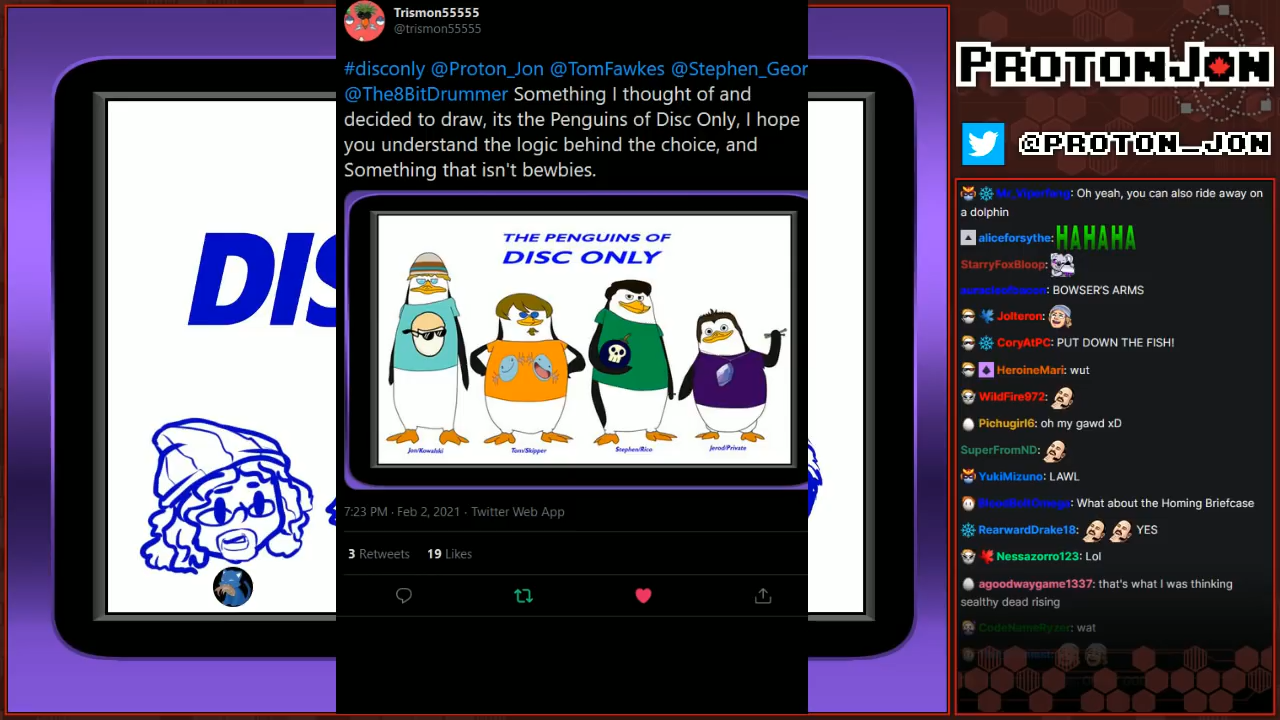 Trismon55555
@trismon55555
#disconly @Proton_Jon @TomFawkes @Stephen_Geor
@The8BitDrummer Something I thought of and
decided to draw, its the Penguins of Disc Only, I hope
you understand the logic behind the choice, and
Something that isn't bewbies.
DIS
THE PENGUINS OF
DISC ONLY
Jon/Kowalski
Tom/Skipper
Stephen/Rico
Jerod/Private
7:23 PM · Feb 2, 2021 · Twitter Web App
3 Retweets 19 Likes
PROTONJON
@PROTON_JON
Mr_Viperfang: Oh yeah, you can also ride away on
a dolphin
aliceforsythe: HAHAHA
StarryFoxBloop:
BOWSER'S ARMS
Jolteron:
CoryAtPC: PUT DOWN THE FISH!
HeroineMari: wut
WildFire972:
Pichugirl6: oh my gawd xD
SuperFromND:
YukiMizuno: LAWL
What about the Homing Briefcase
RearwardDrake18: YES
Nessazorro123: Lol
agoodwaygame1337: that's what I was thinking
sealthy dead rising
CodeNameRyzer: wat